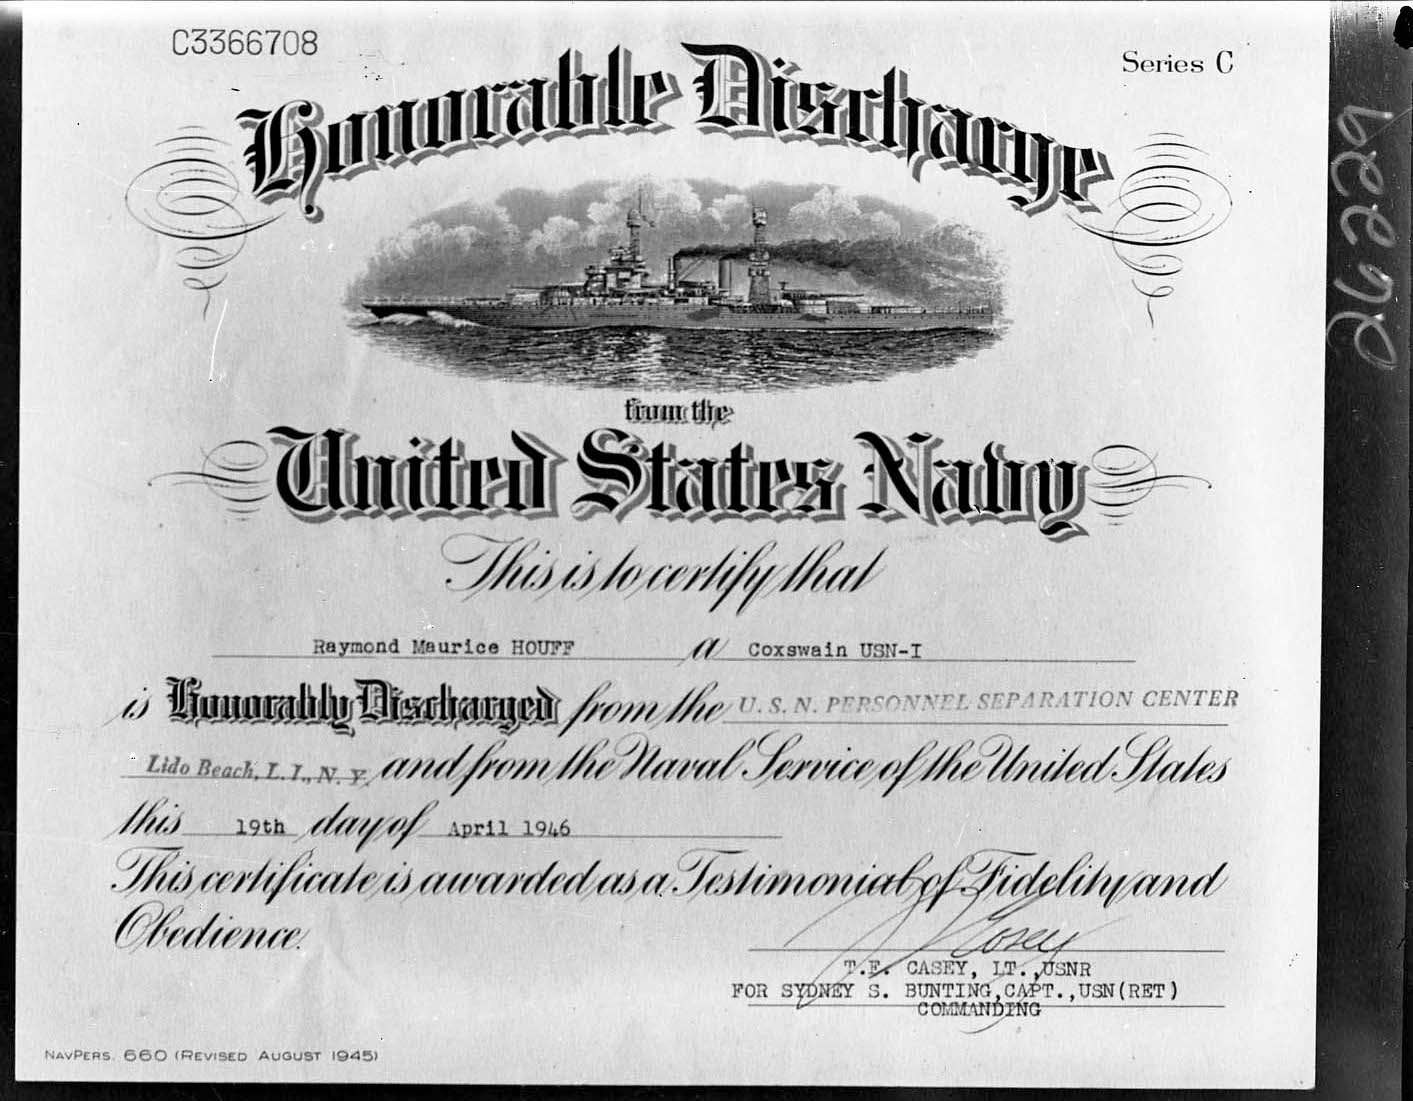 C3366708
Series C
Honorable Discharge
from the
United States Navy
This is to certify that
Raymond Maurice HOUFF a Coxswain USN-I
is Honorably Discharged from the U.S.N. PERSONNEL SEPARATION CENTER
Lido Beach, L.I., N.Y. and from the Naval Service of the United States
this 19th day of April 1946
This certificate is awarded as a Testimonial of Fidelity and
Obedience.
T.E. CASEY, LT.,USNR
FOR SYDNEY S. BUNTING,CAPT.,USN(RET)
COMMANDING
NAVPERS. 660 (REVISED AUGUST 1945)
26229